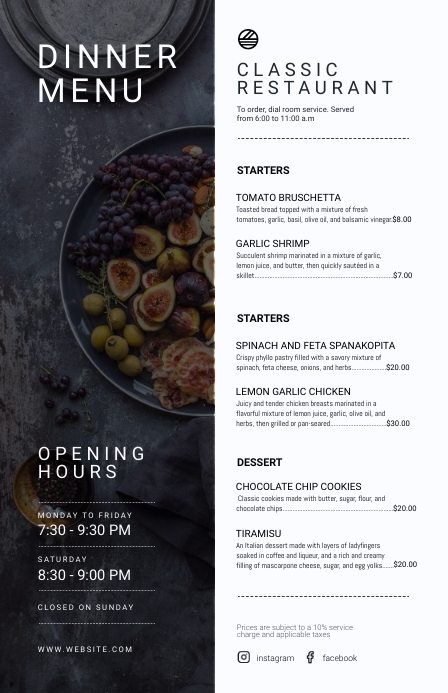 DINNER
MENU
OPENING
HOURS
MONDAY TO FRIDAY
7:30 - 9:30 PM
SATURDAY
8:30 - 9:00 PM
CLOSED ON SUNDAY
WWW.WEBSITE.COM
CLASSIC
RESTAURANT
To order, dial room service. Served
from 6:00 to 11:00 a.m
STARTERS
TOMATO BRUSCHETTA
Toasted bread topped with a mixture of fresh
tomatoes, garlic, basil, olive oil, and balsamic vinegar.$8.00
GARLIC SHRIMP
Succulent shrimp marinated in a mixture of garlic,
lemon juice, and butter, then quickly sautéed in a
skillet......................................................................$7.00
STARTERS
SPINACH AND FETA SPANAKOPITA
Crispy phyllo pastry filled with a savory mixture of
spinach, feta cheese, onions, and herbs.................$20.00
LEMON GARLIC CHICKEN
Juicy and tender chicken breasts marinated in a
flavorful mixture of lemon juice, garlic, olive oil, and
herbs, then grilled or pan-seared...........................$30.00
DESSERT
CHOCOLATE CHIP COOKIES
Classic cookies made with butter, sugar, flour, and
chocolate chips.......................................................$20.00
TIRAMISU
An Italian dessert made with layers of ladyfingers
soaked in coffee and liqueur, and a rich and creamy
filling of mascarpone cheese, sugar, and egg yolks......$20.00
Prices are subject to a 10% service
charge and applicable taxes
instagram facebook